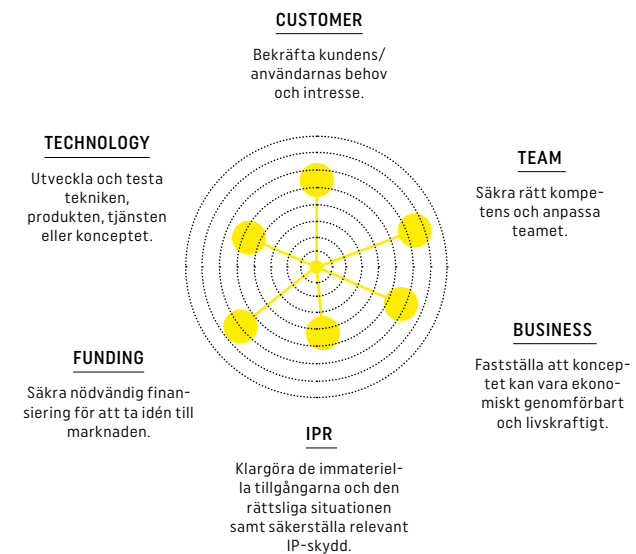 CUSTOMER
Bekräfta kundens/
användarnas behov
och intresse.
TECHNOLOGY
Utveckla och testa
tekniken,
produkten, tjänsten
eller konceptet.
TEAM
Säkra rätt kompe-
tens och anpassa
teamet.
FUNDING
Säkra nödvändig finan-
siering för att ta idén till
marknaden.
BUSINESS
Fastställa att koncep-
tet kan vara ekono-
miskt genomförbart
och livskraftigt.
IPR
Klargöra de immateriel-
la tillgångarna och den
rättsliga situationen
samt säkerställa relevant
IP-skydd.